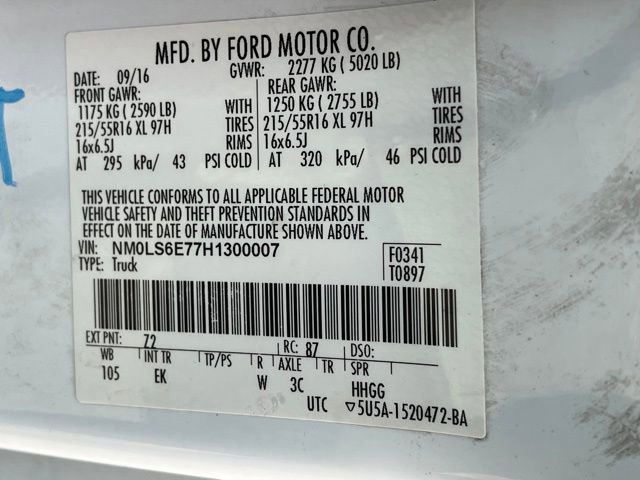 MFD. BY FORD MOTOR CO.
DATE: 09/16 GVWR: 2277 KG ( 5020 LB)
FRONT GAWR: REAR GAWR:
1175 KG ( 2590 LB) WITH 1250 KG ( 2755 LB) WITH
215/55R16 XL 97H TIRES 215/55R16 XL 97H TIRES
16x6.5J RIMS 16x6.5J RIMS
AT 295 kPa/ 43 PSI COLD AT 320 kPa/ 46 PSI COLD
THIS VEHICLE CONFORMS TO ALL APPLICABLE FEDERAL MOTOR
VEHICLE SAFETY AND THEFT PREVENTION STANDARDS IN
EFFECT ON THE DATE OF MANUFACTURE SHOWN ABOVE.
VIN: NM0LS6E77H1300007 F0341
TYPE: Truck T0897
EXT PNT: Z2 RC: 87 DSO:
WB INT TR TP/PS R AXLE TR SPR
105 EK W 3C HHGG
UTC ▽5U5A-1520472-BA